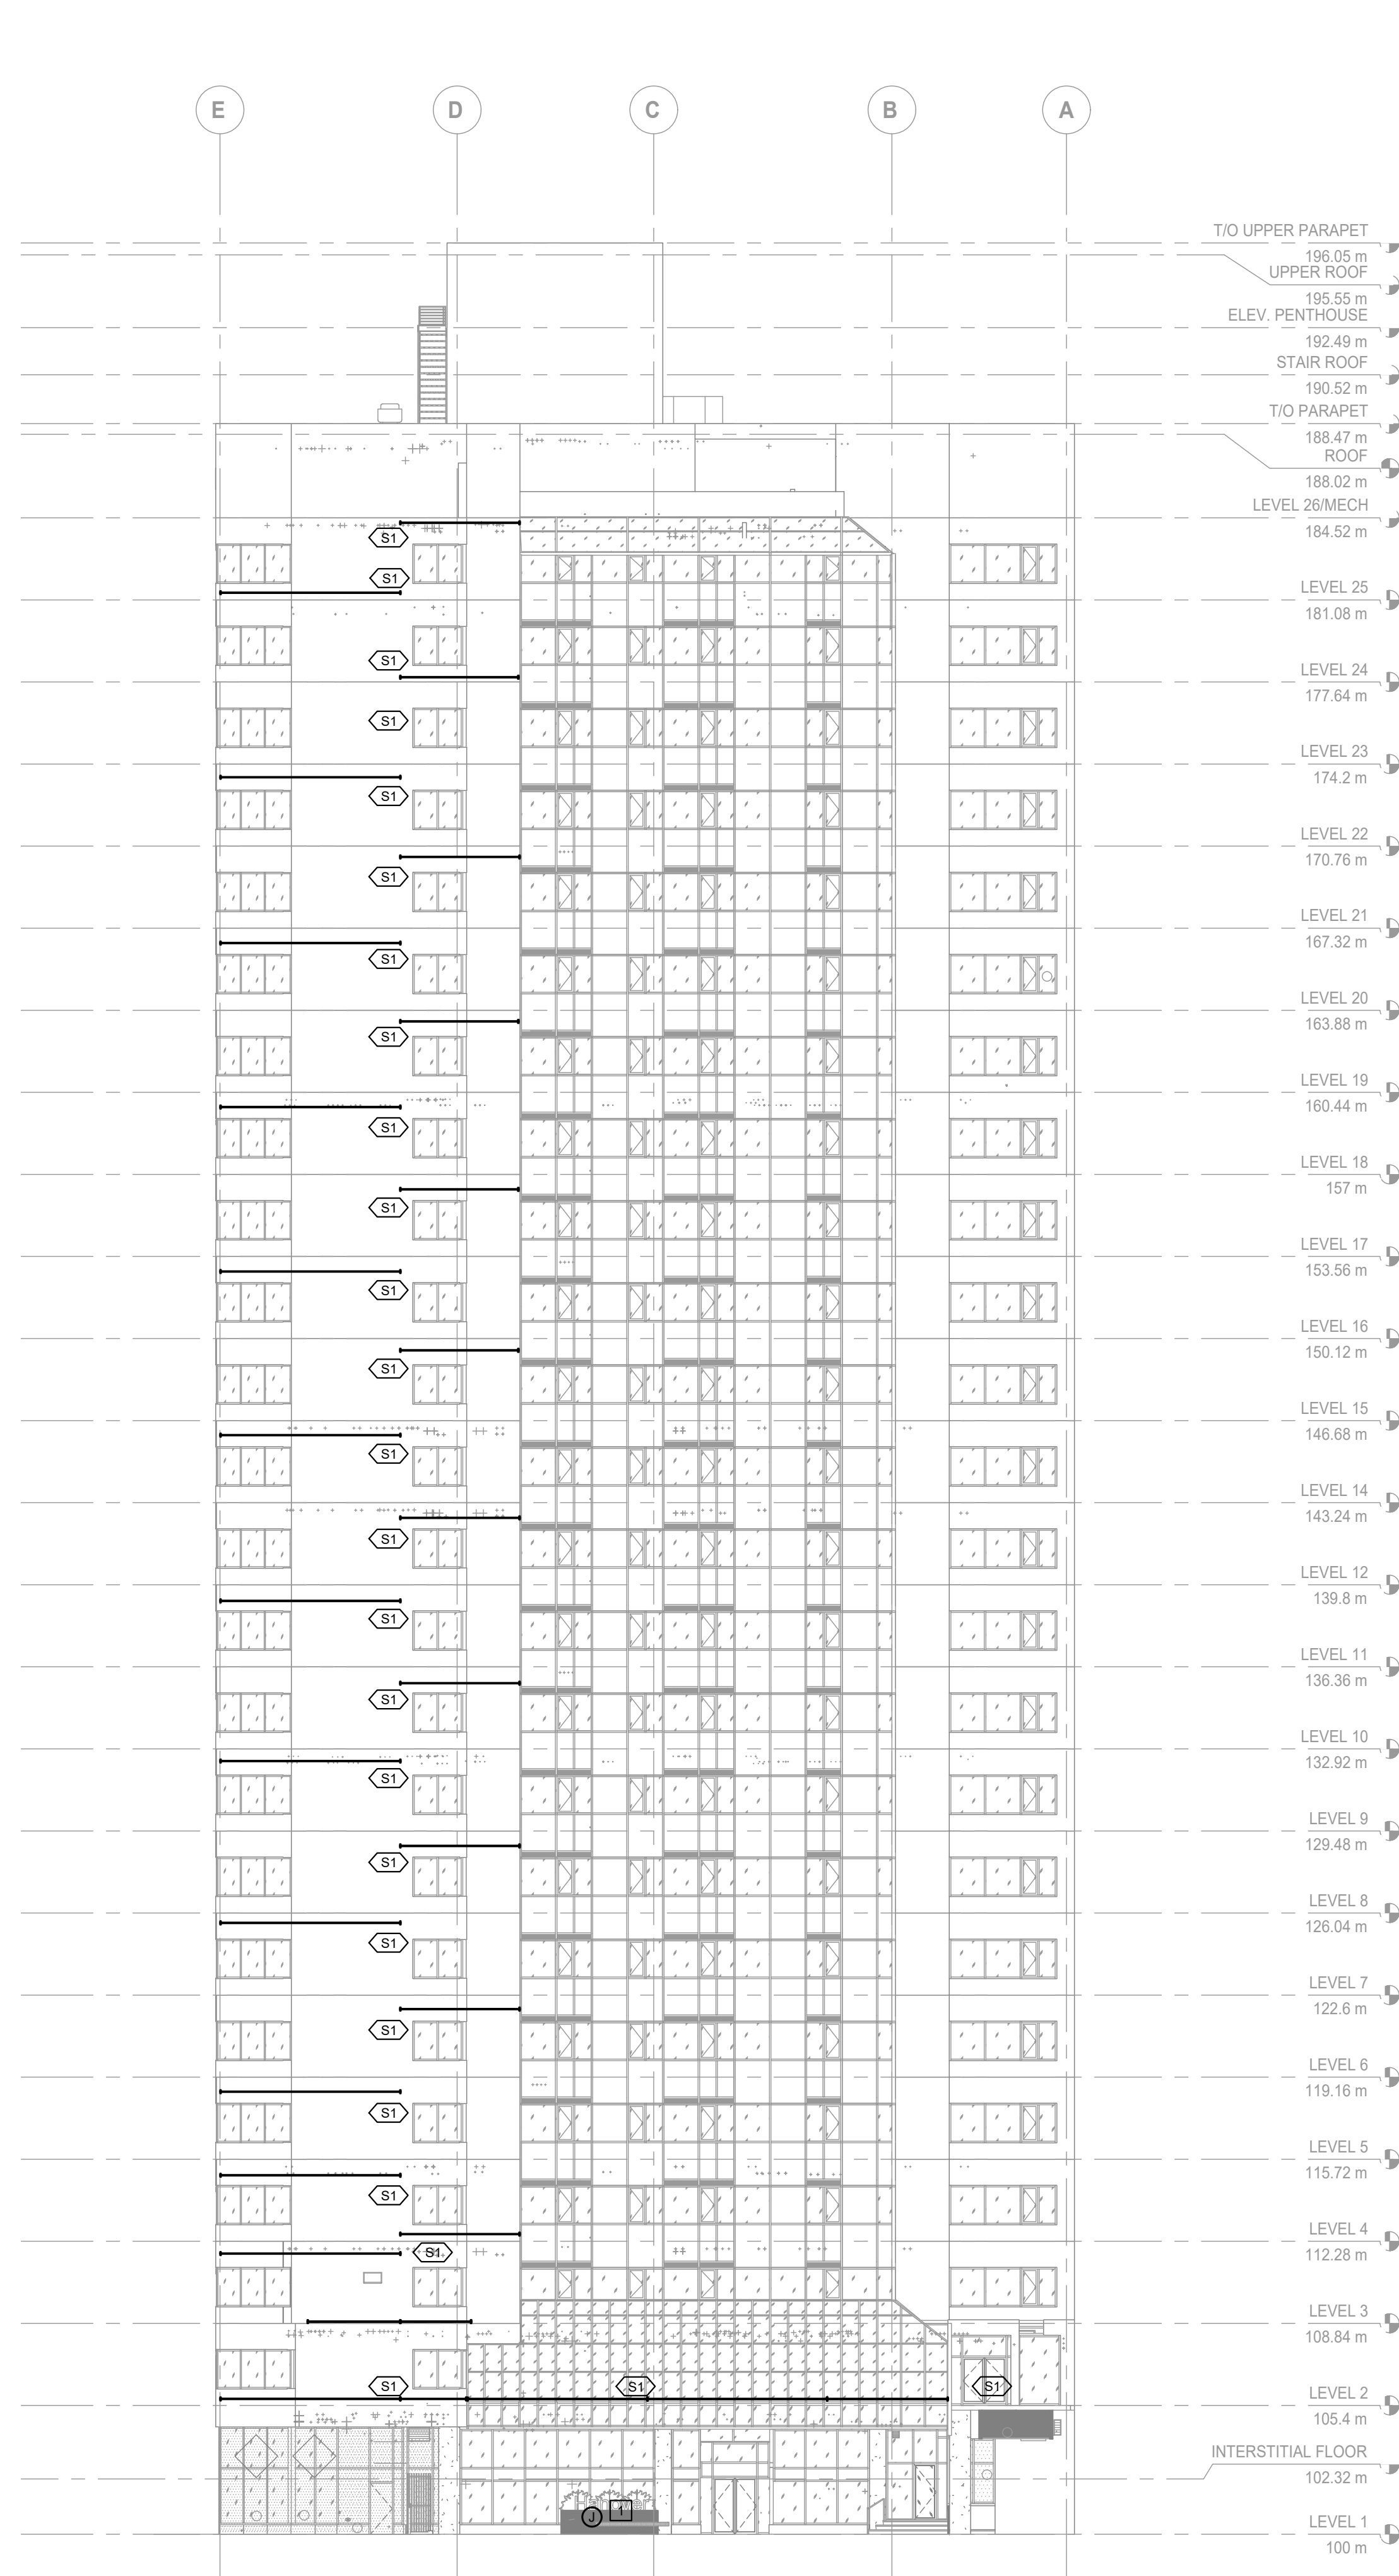 E D C B A
T/O UPPER PARAPET
196.05 m
UPPER ROOF
195.55 m
ELEV. PENTHOUSE
192.49 m
STAIR ROOF
190.52 m
T/O PARAPET
188.47 m
ROOF
188.02 m
LEVEL 26/MECH
184.52 m
S1
S1
LEVEL 25
181.08 m
S1
LEVEL 24
177.64 m
S1
LEVEL 23
174.2 m
S1
LEVEL 22
170.76 m
S1
LEVEL 21
167.32 m
S1
LEVEL 20
163.88 m
S1
LEVEL 19
160.44 m
S1
LEVEL 18
157 m
S1
LEVEL 17
153.56 m
S1
LEVEL 16
150.12 m
S1
LEVEL 15
146.68 m
S1
LEVEL 14
143.24 m
S1
LEVEL 12
139.8 m
S1
LEVEL 11
136.36 m
S1
LEVEL 10
132.92 m
S1
LEVEL 9
129.48 m
S1
LEVEL 8
126.04 m
S1
LEVEL 7
122.6 m
S1
LEVEL 6
119.16 m
S1
LEVEL 5
115.72 m
S1
LEVEL 4
112.28 m
S1
LEVEL 3
108.84 m
S1 S1 S1
LEVEL 2
105.4 m
INTERSTITIAL FLOOR
102.32 m
J 1
LEVEL 1
100 m